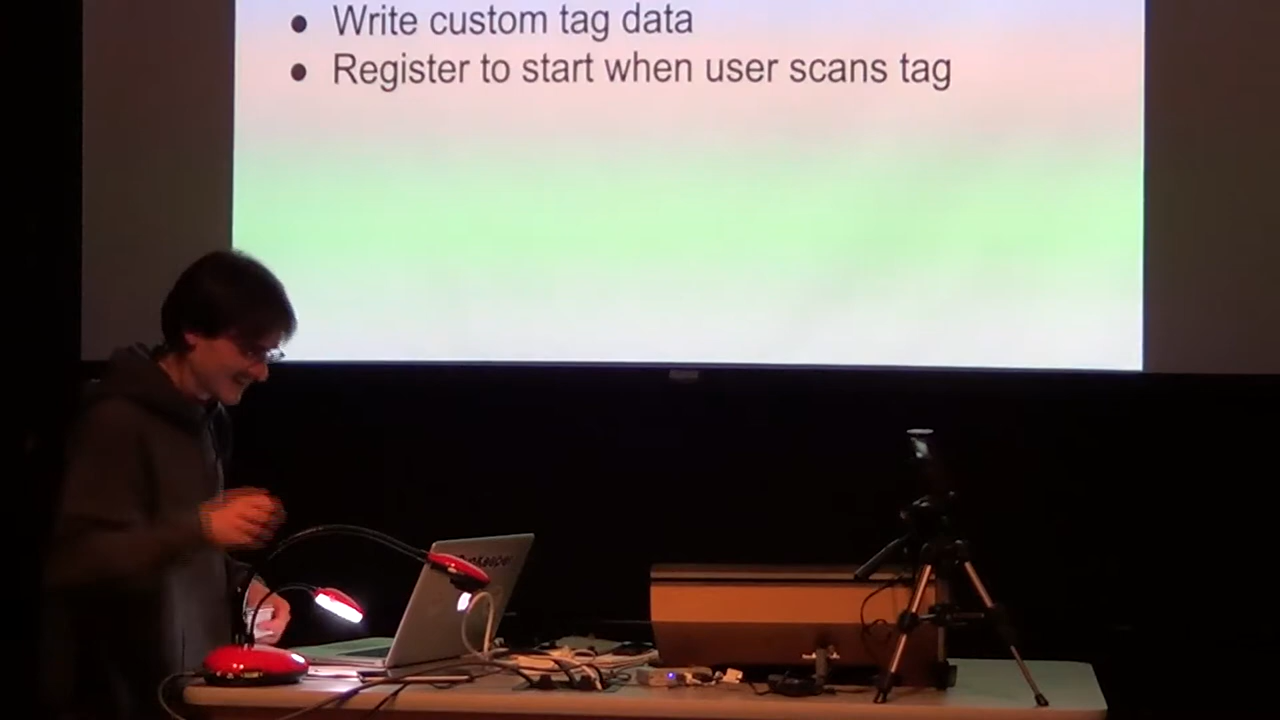 Write custom tag data
Register to start when user scans tag